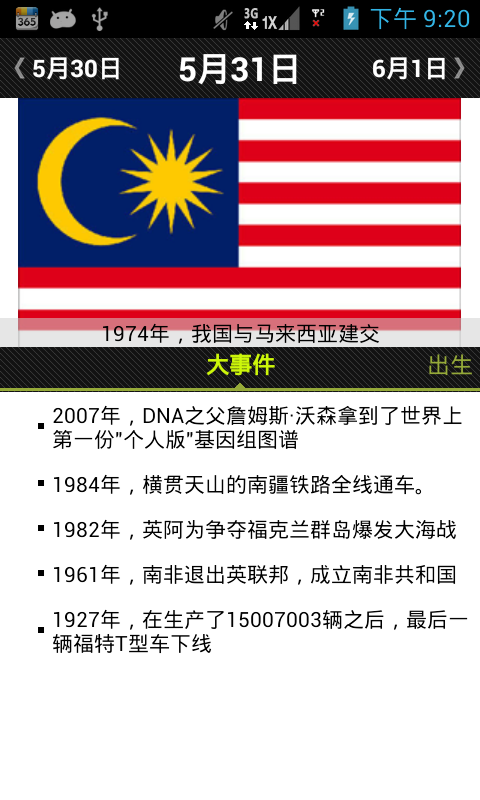 365 3G 1X 下午 9:20
《 5月30日 5月31日 6月1日 》
1974年，我国与马来西亚建交
大事件 出生
2007年，DNA之父詹姆斯·沃森拿到了世界上
第一份"个人版"基因组图谱
1984年，横贯天山的南疆铁路全线通车。
1982年，英阿为争夺福克兰群岛爆发大海战
1961年，南非退出英联邦，成立南非共和国
1927年，在生产了15007003辆之后，最后一
辆福特T型车下线